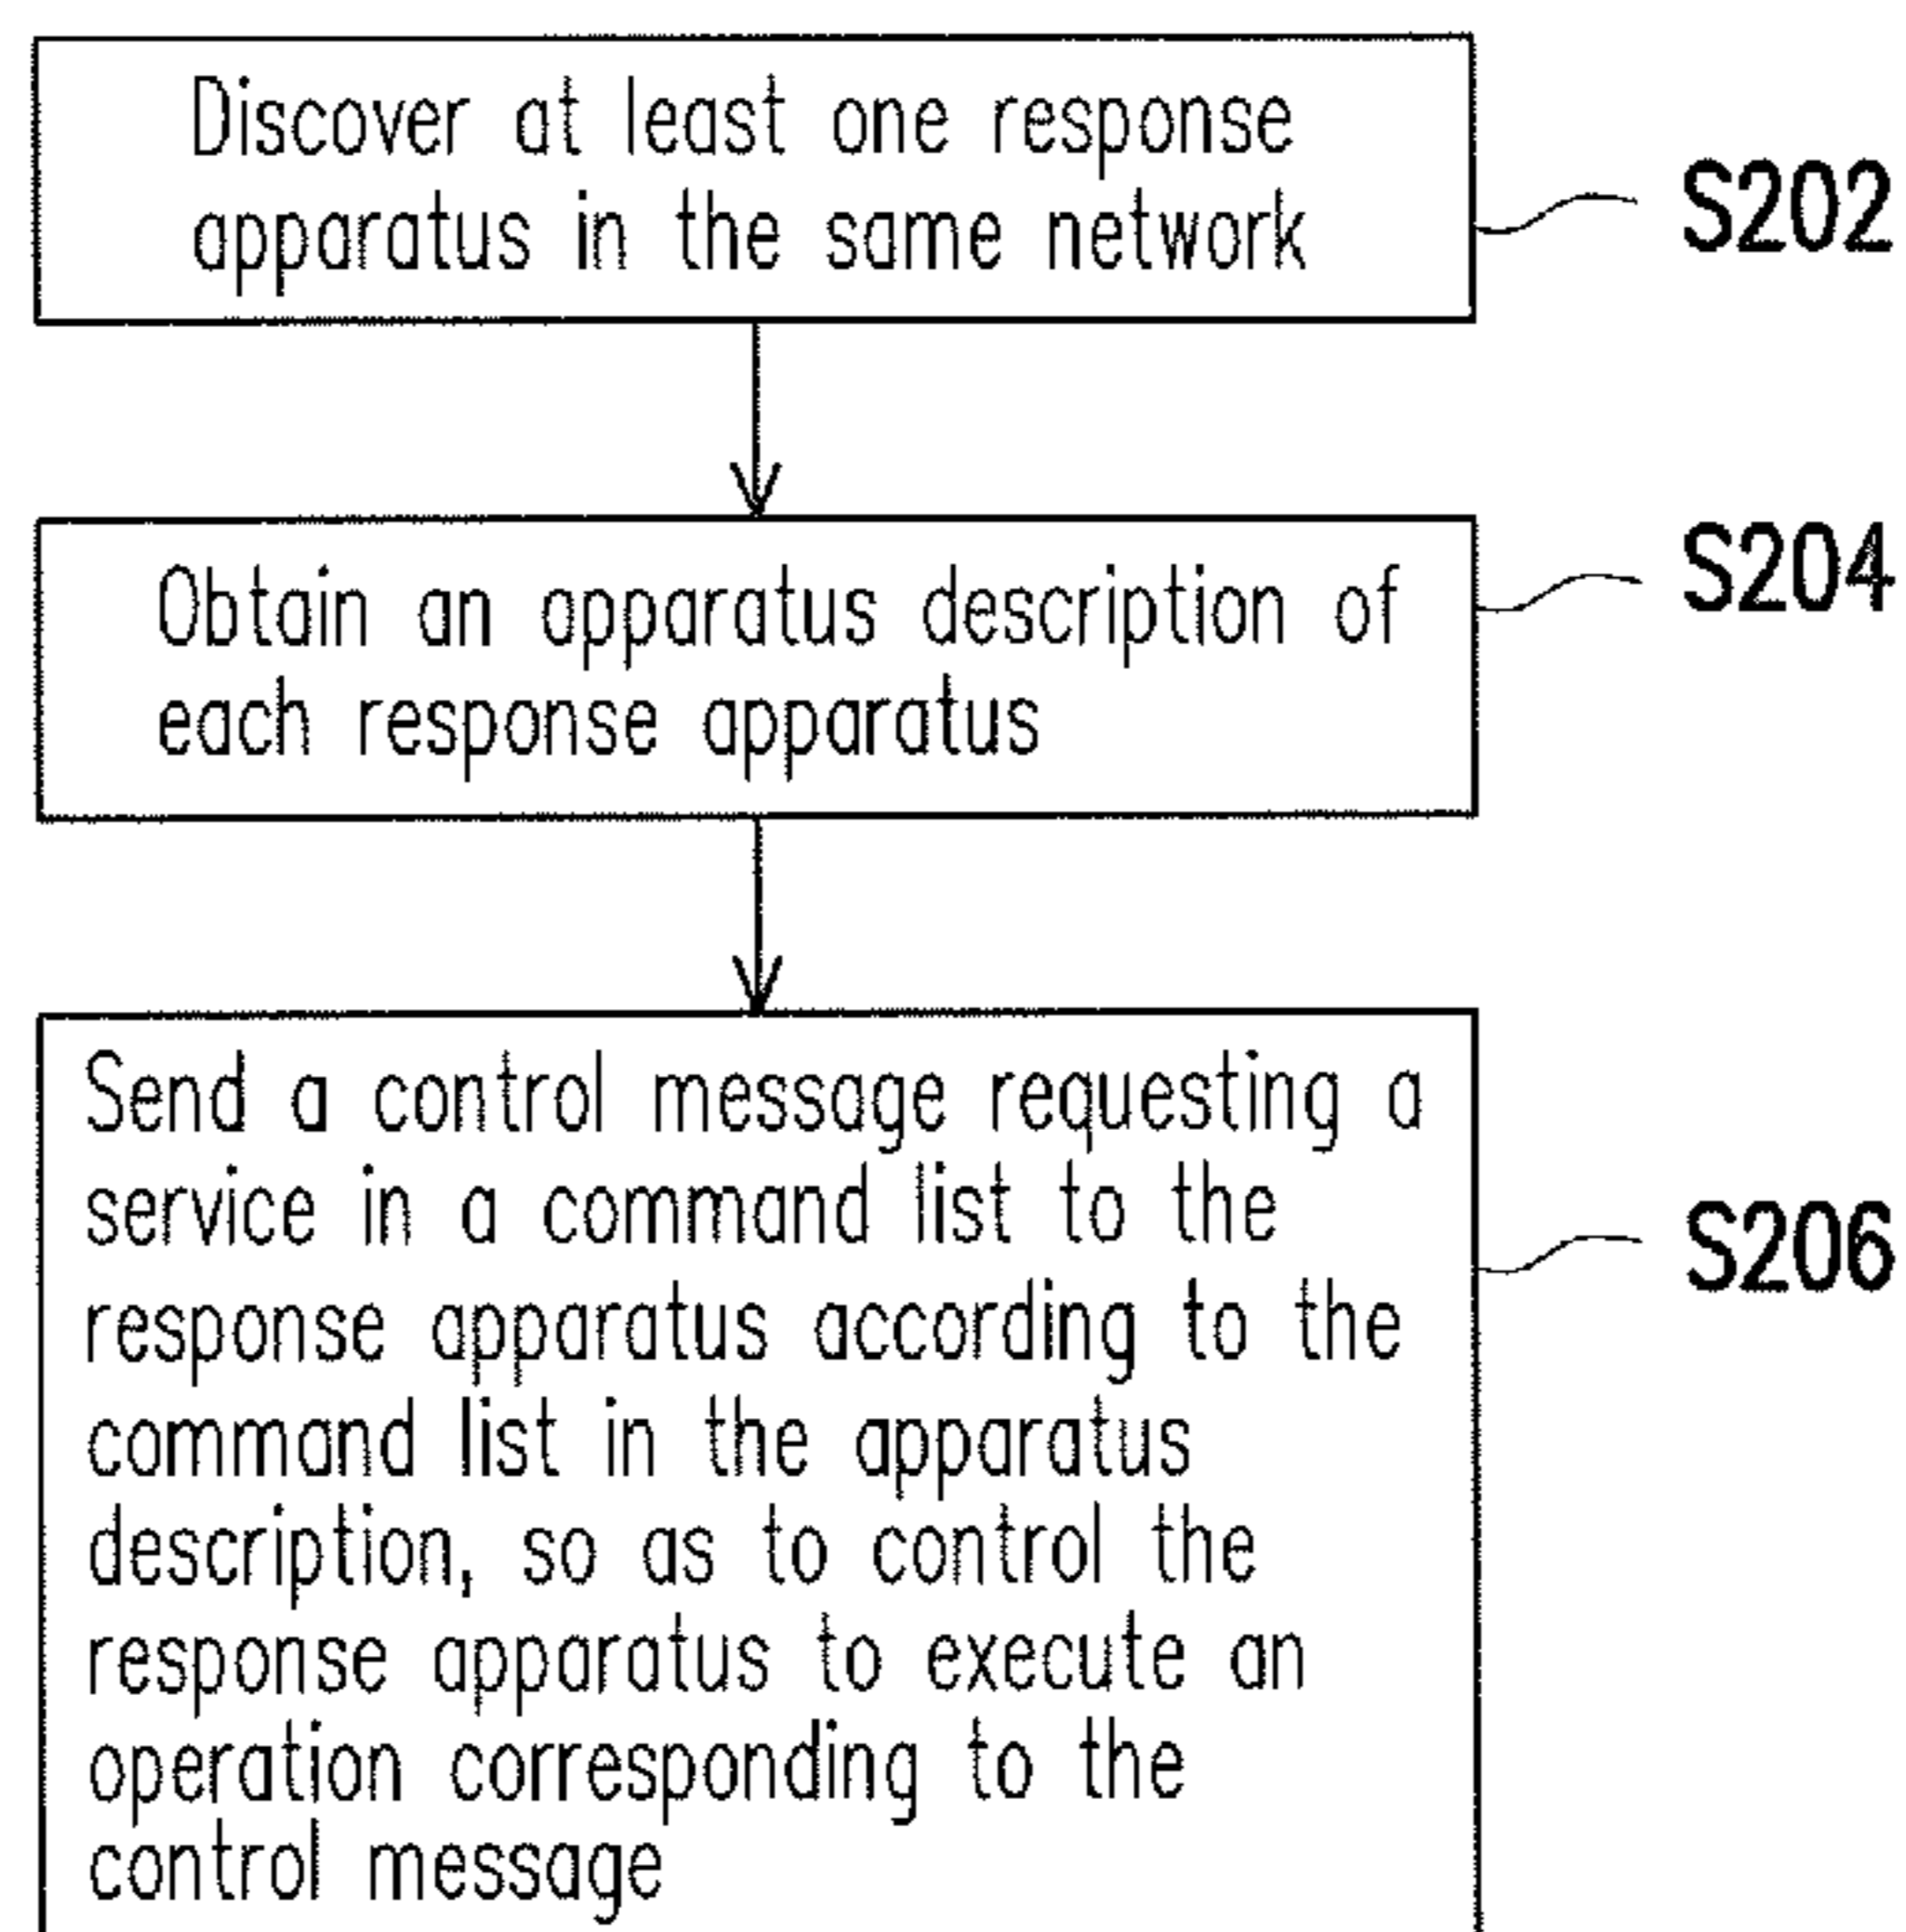 Discover at least one response
apparatus in the same network
S202
Obtain an apparatus description of
each response apparatus
S204
Send a control message requesting a
service in a command list to the
response apparatus according to the
command list in the apparatus
description, so as to control the
response apparatus to execute an
operation corresponding to the
control message
S206